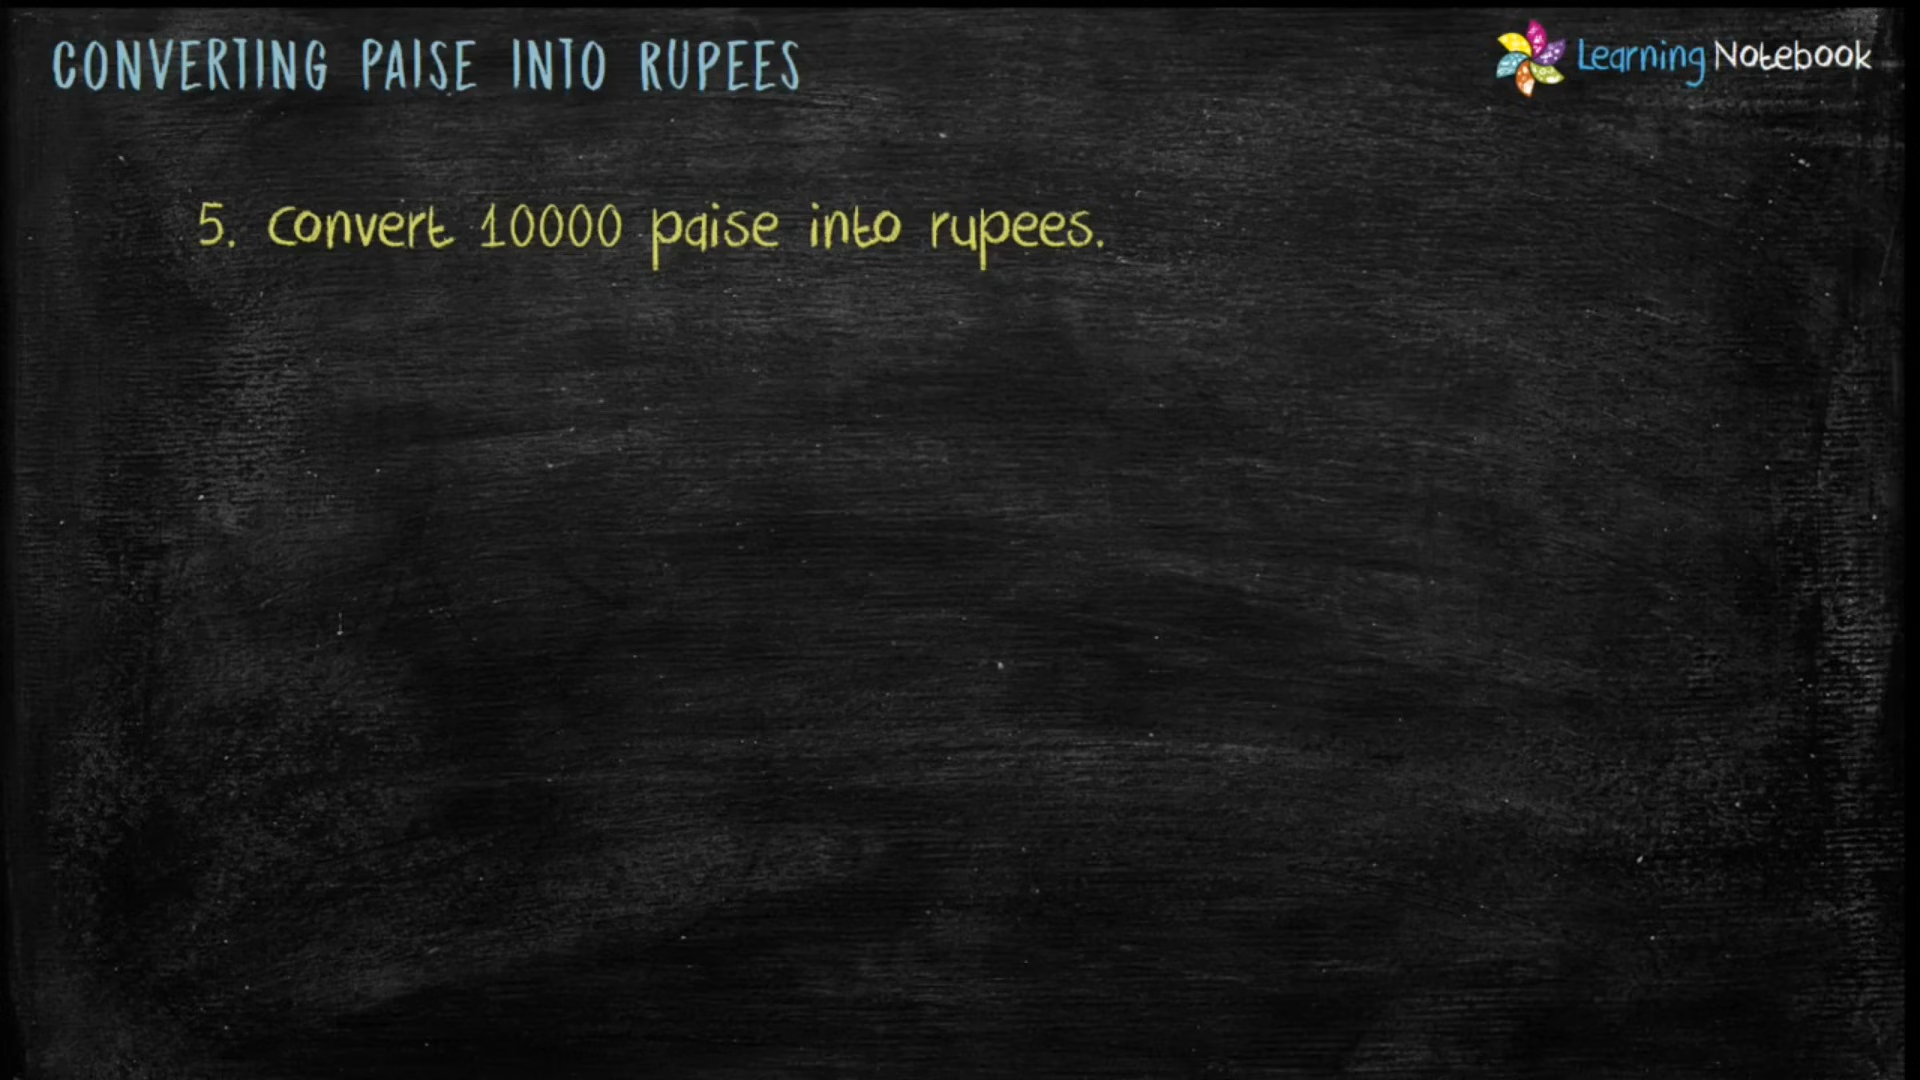 CONVERTING PAISE INTO RUPEES
Learning Notebook
5. Convert 10000 paise into rupees.